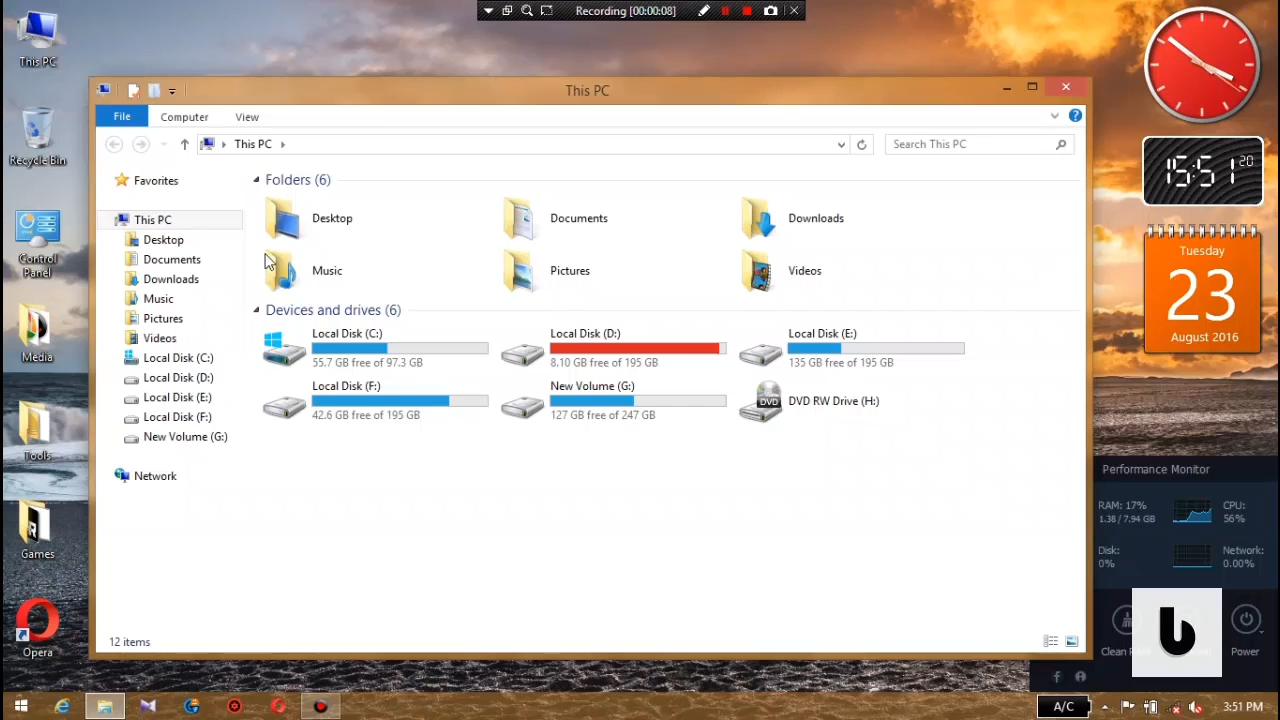 Recording [00:00:08]
This PC
Recycle Bin
Control Panel
Media
Tools
Games
Opera
This PC
File
Computer
View
This PC
Search This PC
Favorites
This PC
Desktop
Documents
Downloads
Music
Pictures
Videos
Local Disk (C:)
Local Disk (D:)
Local Disk (E:)
Local Disk (F:)
New Volume (G:)
Network
Folders (6)
Desktop
Documents
Downloads
Music
Pictures
Videos
Devices and drives (6)
Local Disk (C:)
55.7 GB free of 97.3 GB
Local Disk (D:)
8.10 GB free of 195 GB
Local Disk (E:)
135 GB free of 195 GB
Local Disk (F:)
42.6 GB free of 195 GB
New Volume (G:)
127 GB free of 247 GB
DVD
DVD RW Drive (H:)
12 items
15:51 20
Tuesday
23
August 2016
Performance Monitor
RAM: 17%
1.38 / 7.94 GB
CPU:
56%
Disk:
0%
Network:
0.00%
Clean
Power
b
A/C
3:51 PM